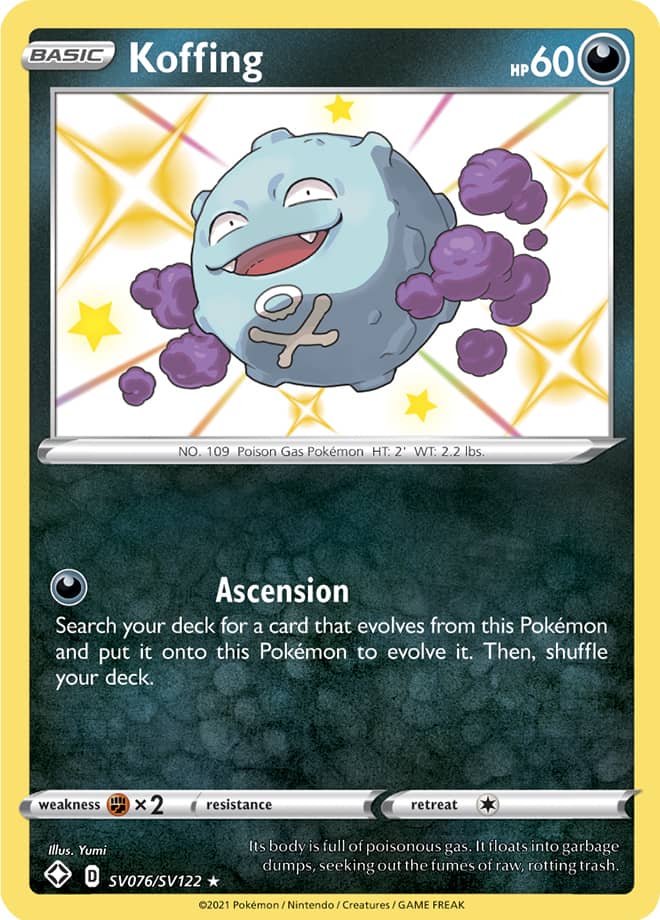 BASIC Koffing HP60
NO. 109 Poison Gas Pokémon HT: 2' WT: 2.2 lbs.
Ascension
Search your deck for a card that evolves from this Pokémon
and put it onto this Pokémon to evolve it. Then, shuffle
your deck.
weakness ×2 resistance retreat
Illus. Yumi
Its body is full of poisonous gas. It floats into garbage
dumps, seeking out the fumes of raw, rotting trash.
D SV076/SV122 ★
©2021 Pokémon / Nintendo / Creatures / GAME FREAK